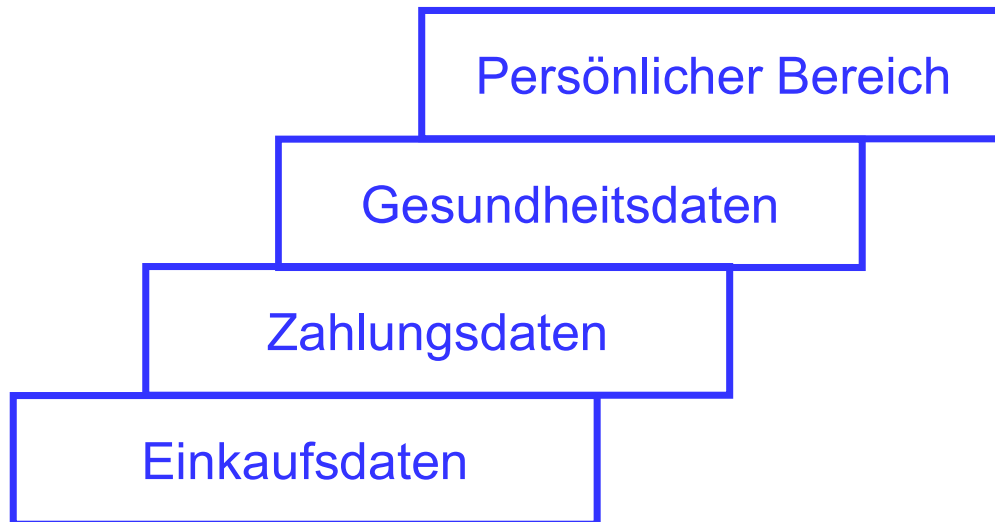 Persönlicher Bereich
Gesundheitsdaten
Zahlungsdaten
Einkaufsdaten